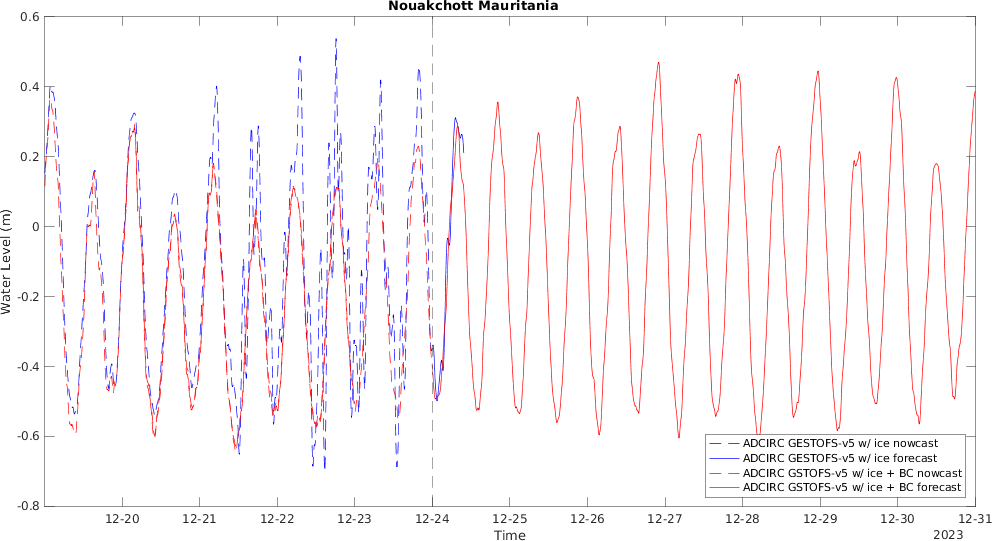 Nouakchott Mauritania
0.6
0.4
0.2
0
-0.2
-0.4
-0.6
-0.8
Water Level (m)
ADCIRC GESTOFS-v5 w/ ice nowcast
ADCIRC GESTOFS-v5 w/ ice forecast
ADCIRC GSTOFS-v5 w/ ice + BC nowcast
ADCIRC GSTOFS-v5 w/ ice + BC forecast
12-20 12-21 12-22 12-23 12-24 12-25 12-26 12-27 12-28 12-29 12-30 12-31
Time
2023